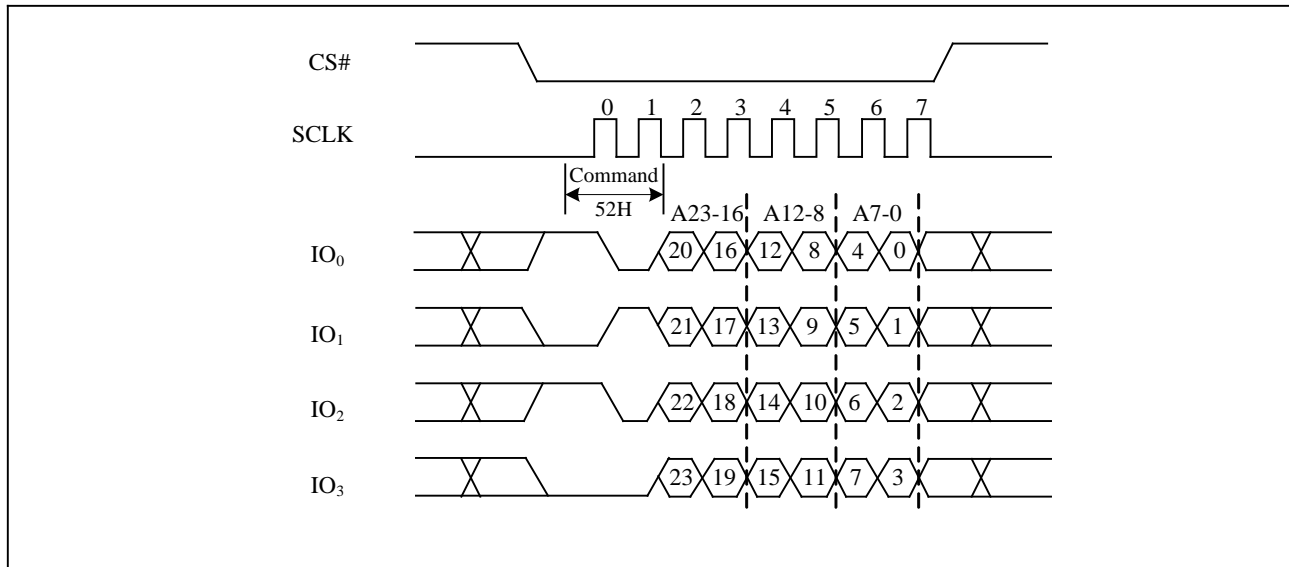 CS#
0 1 2 3 4 5 6 7
SCLK
Command
52H
A23-16 A12-8 A7-0
IO0 20 16 12 8 4 0
IO1 21 17 13 9 5 1
IO2 22 18 14 10 6 2
IO3 23 19 15 11 7 3